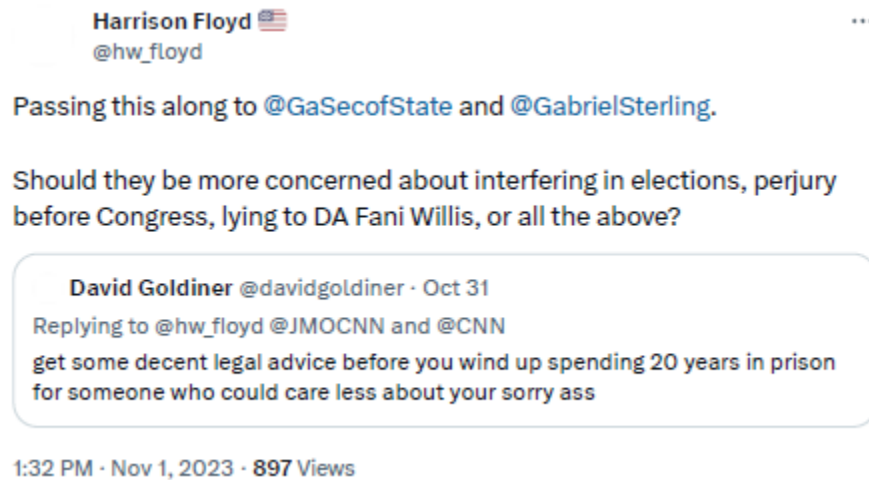 Harrison Floyd 🇺🇸
@hw_floyd
Passing this along to @GaSecofState and @GabrielSterling.
Should they be more concerned about interfering in elections, perjury
before Congress, lying to DA Fani Willis, or all the above?
David Goldiner @davidgoldiner · Oct 31
Replying to @hw_floyd @JMOCNN and @CNN
get some decent legal advice before you wind up spending 20 years in prison
for someone who could care less about your sorry ass
1:32 PM · Nov 1, 2023 · 897 Views